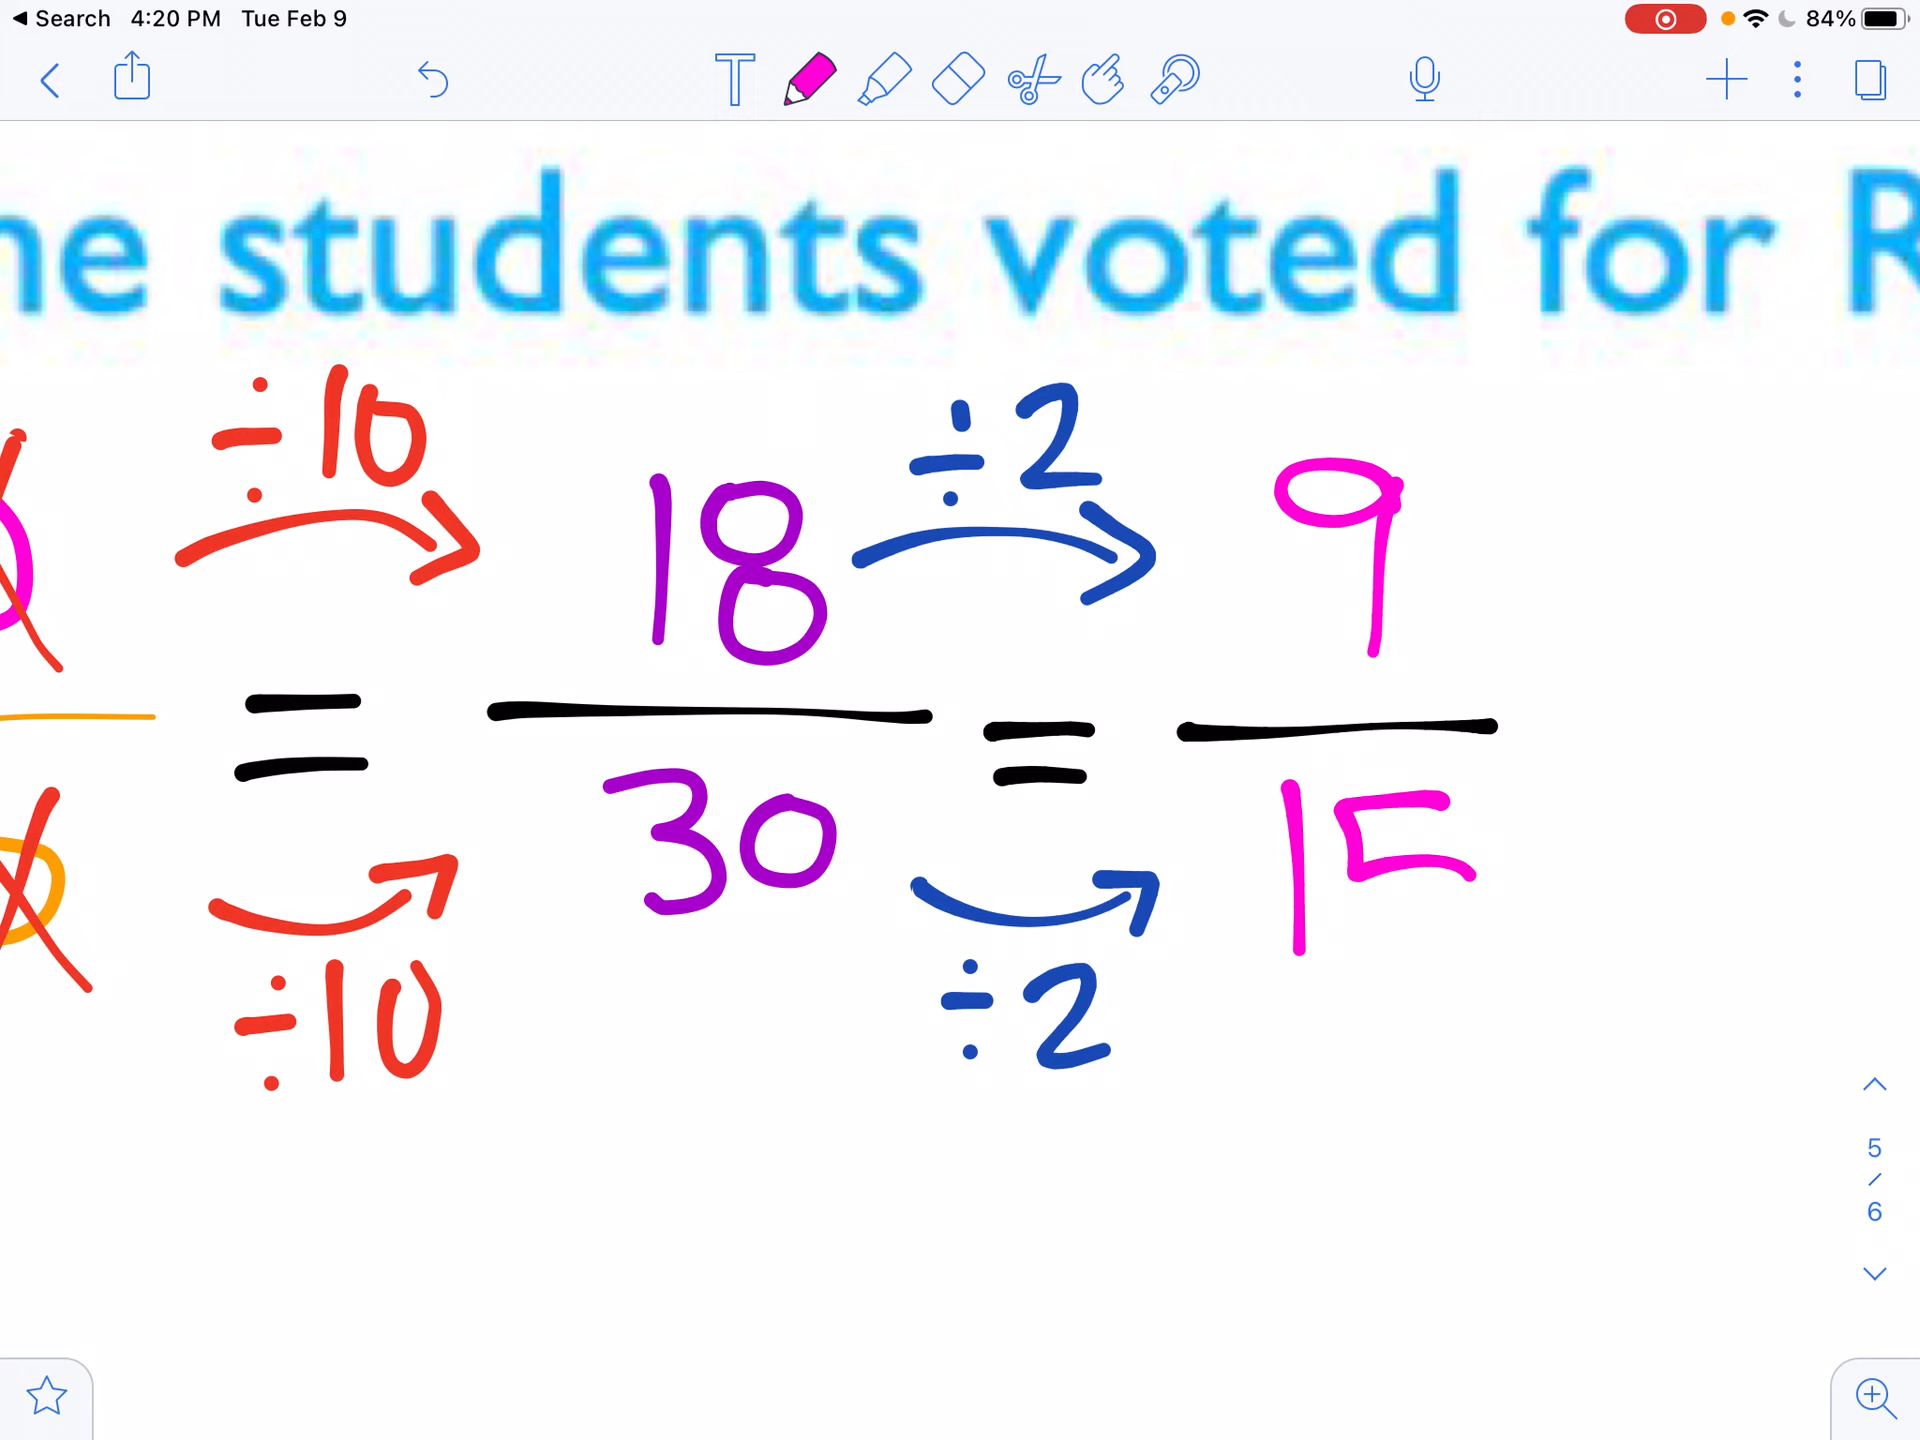 Search 4:20 PM Tue Feb 9 84%
T
he students voted for R
÷10 ÷2
18 9
= =
30 15
÷10 ÷2
5
/
6